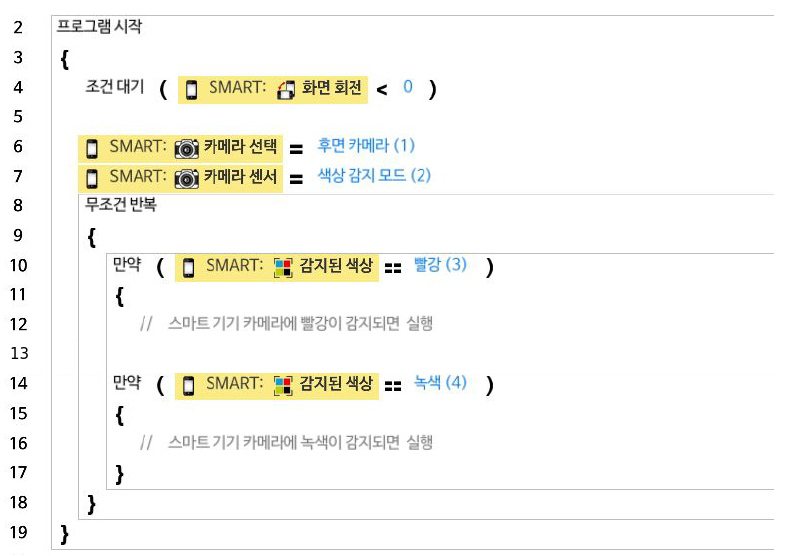 2 프로그램 시작
3 {
4 조건 대기 ( SMART: 화면 회전 < 0 )
5
6 SMART: 카메라 선택 = 후면 카메라 (1)
7 SMART: 카메라 센서 = 색상 감지 모드 (2)
8 무조건 반복
9 {
10 만약 ( SMART: 감지된 색상 == 빨강 (3) )
11 {
12 // 스마트 기기 카메라에 빨강이 감지되면 실행
13
14 만약 ( SMART: 감지된 색상 == 녹색 (4) )
15 {
16 // 스마트 기기 카메라에 녹색이 감지되면 실행
17 }
18 }
19 }